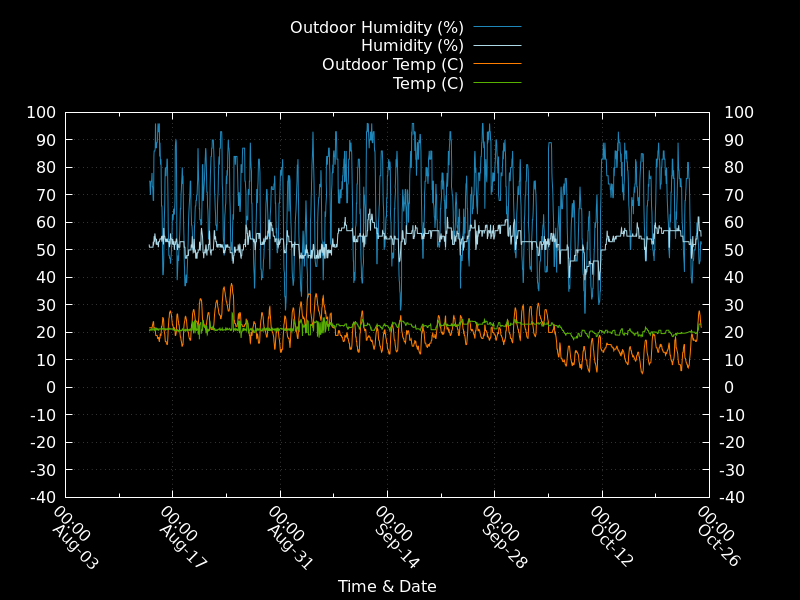 Outdoor Humidity (%)
Humidity (%)
Outdoor Temp (C)
Temp (C)
100 100
90 90
80 80
70 70
60 60
50 50
40 40
30 30
20 20
10 10
0 0
-10 -10
-20 -20
-30 -30
-40 -40
00:00 00:00 00:00 00:00 00:00 00:00 00:00
Aug-03 Aug-17 Aug-31 Sep-14 Sep-28 Oct-12 Oct-26
Time & Date